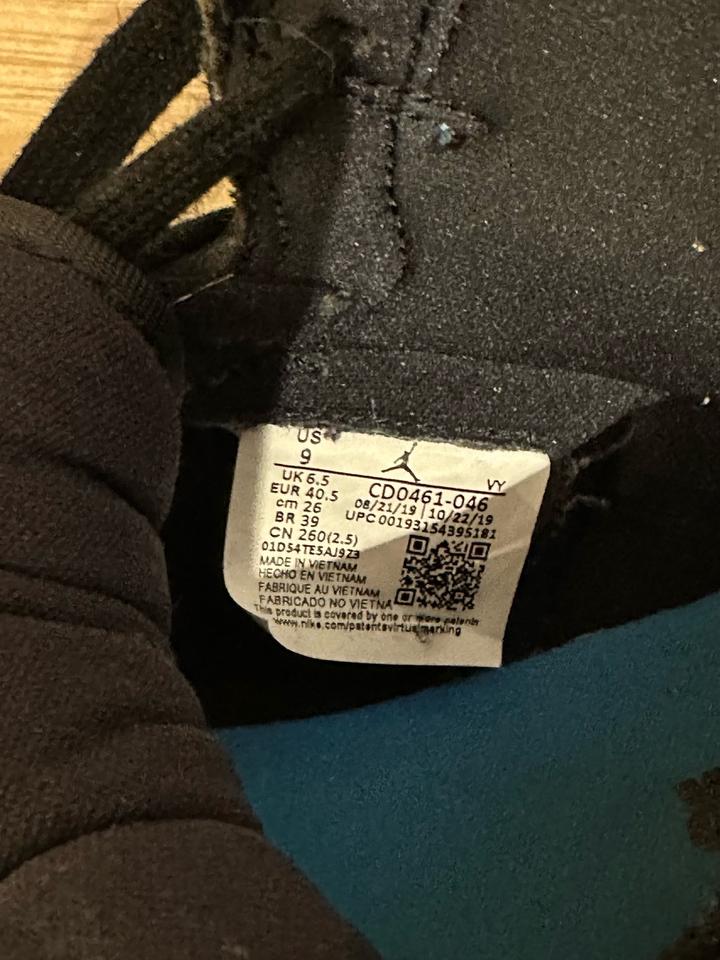 US
9
VY
UK 6.5
EUR 40.5
cm 26
BR 39
CN 260(2.5)
CD0461-046
08/21/19 | 10/22/19
UPC 00193154395181
01D54TE5AJ9Z3
MADE IN VIETNAM
HECHO EN VIETNAM
FABRIQUE AU VIETNAM
FABRICADO NO VIETNA
This product is covered by one or more patents
www.nike.com/patentsvirtualmarking